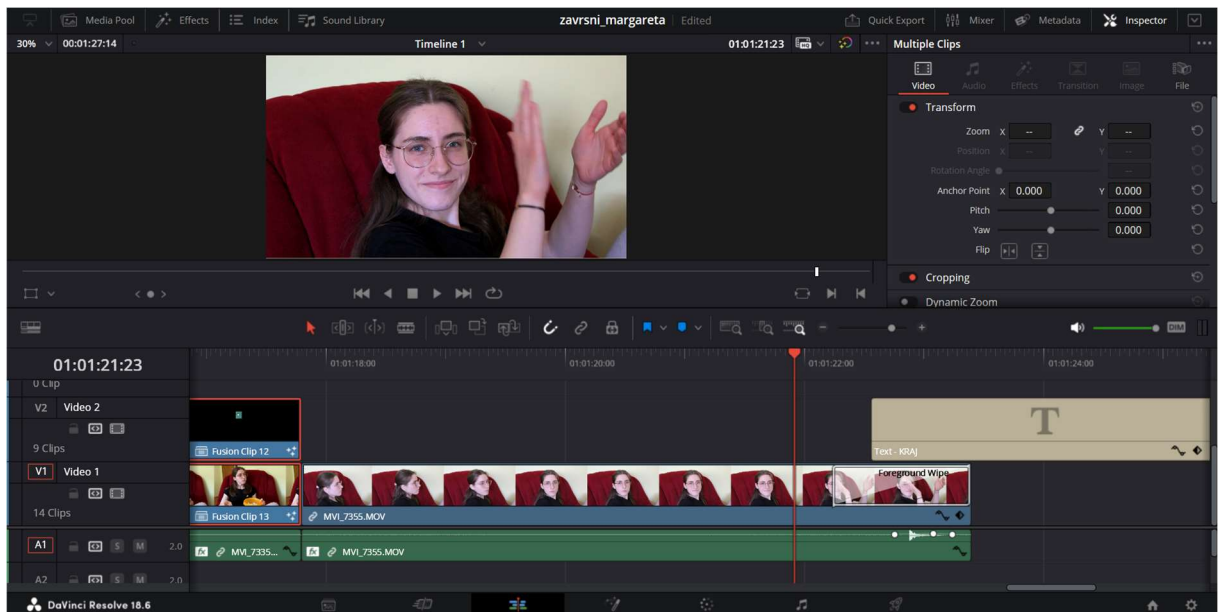 Media Pool Effects Index Sound Library zavrsni_margareta Edited Quick Export Mixer Metadata Inspector
30% 00:01:27:14 Timeline 1 01:01:21:23 HQ Multiple Clips
Video Audio Effects Transition Image File
Transform
Zoom X -- Y --
Position X -- Y --
Rotation Angle --
Anchor Point X 0.000 Y 0.000
Pitch 0.000
Yaw 0.000
Flip
Cropping
Dynamic Zoom
DIM
01:01:21:23 01:01:18:00 01:01:20:00 01:01:22:00 01:01:24:00
0 Clip
V2 Video 2
T
9 Clips Fusion Clip 12 Text - KRAJ
V1 Video 1 Foreground Wipe
14 Clips Fusion Clip 13 MVI_7355.MOV
A1 S M 2.0 fx MVI_7335... fx MVI_7355.MOV
A2 S M 2.0
DaVinci Resolve 18.6